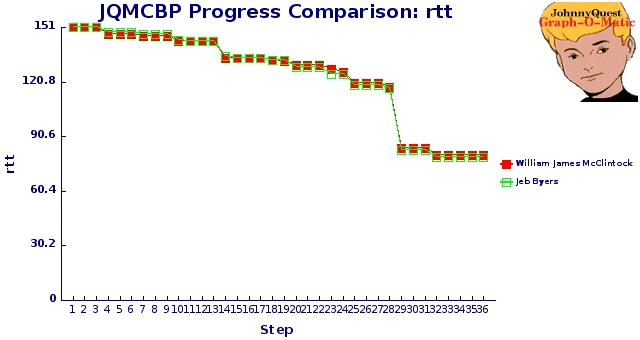 JQMCBP Progress Comparison: rtt
JohnnyQuest
Graph-O-Matic
151
120.8
90.6
60.4
30.2
0
rtt
1 2 3 4 5 6 7 8 9 10 11 12 13 14 15 16 17 18 19 20 21 22 23 24 25 26 27 28 29 30 31 32 33 34 35 36
Step
William James McClintock
Jeb Byers